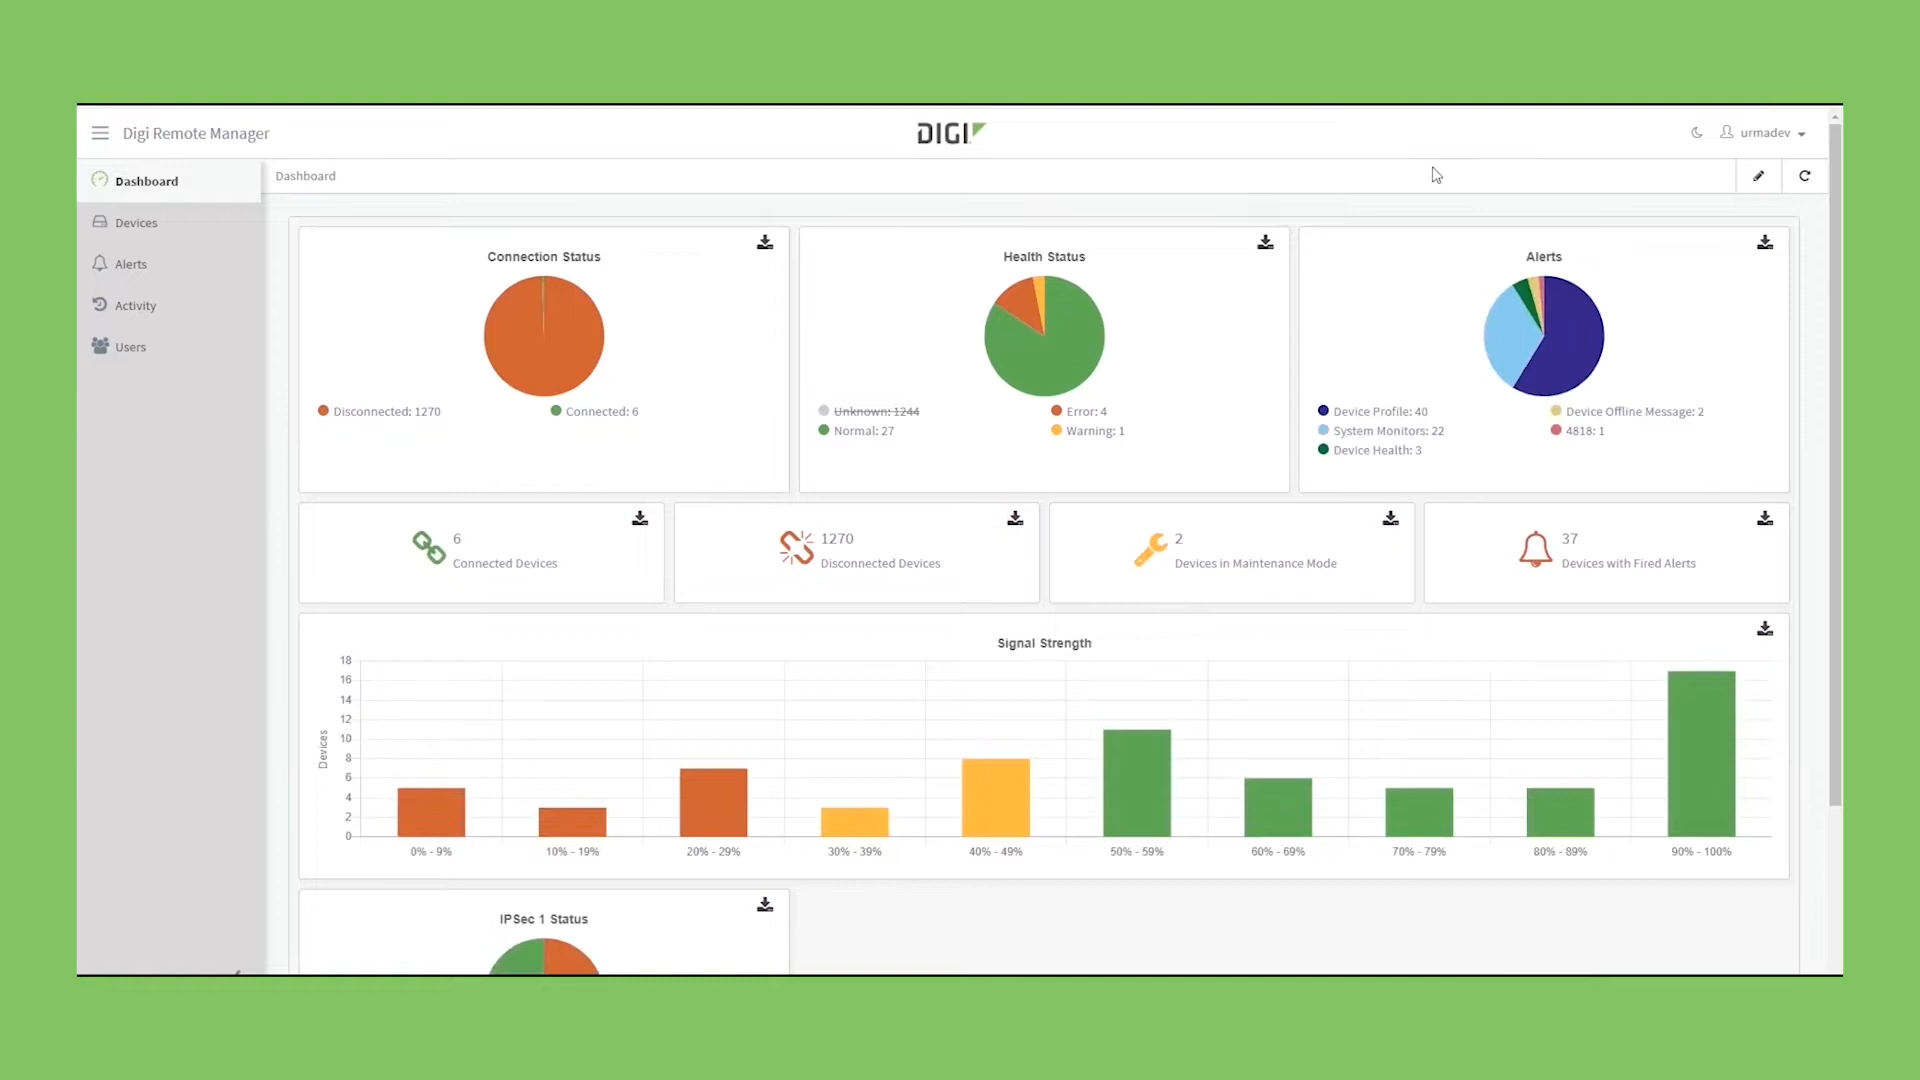 Digi Remote Manager
DIGI
urmadev
Dashboard
Dashboard
Devices
Alerts
Activity
Users
Connection Status
Disconnected: 1270
Connected: 6
Health Status
Unknown: 1244
Error: 4
Normal: 27
Warning: 1
Alerts
Device Profile: 40
Device Offline Message: 2
System Monitors: 22
4818: 1
Device Health: 3
6
Connected Devices
1270
Disconnected Devices
2
Devices in Maintenance Mode
37
Devices with Fired Alerts
Signal Strength
Devices
18
16
14
12
10
8
6
4
2
0
0% - 9%
10% - 19%
20% - 29%
30% - 39%
40% - 49%
50% - 59%
60% - 69%
70% - 79%
80% - 89%
90% - 100%
IPSec 1 Status